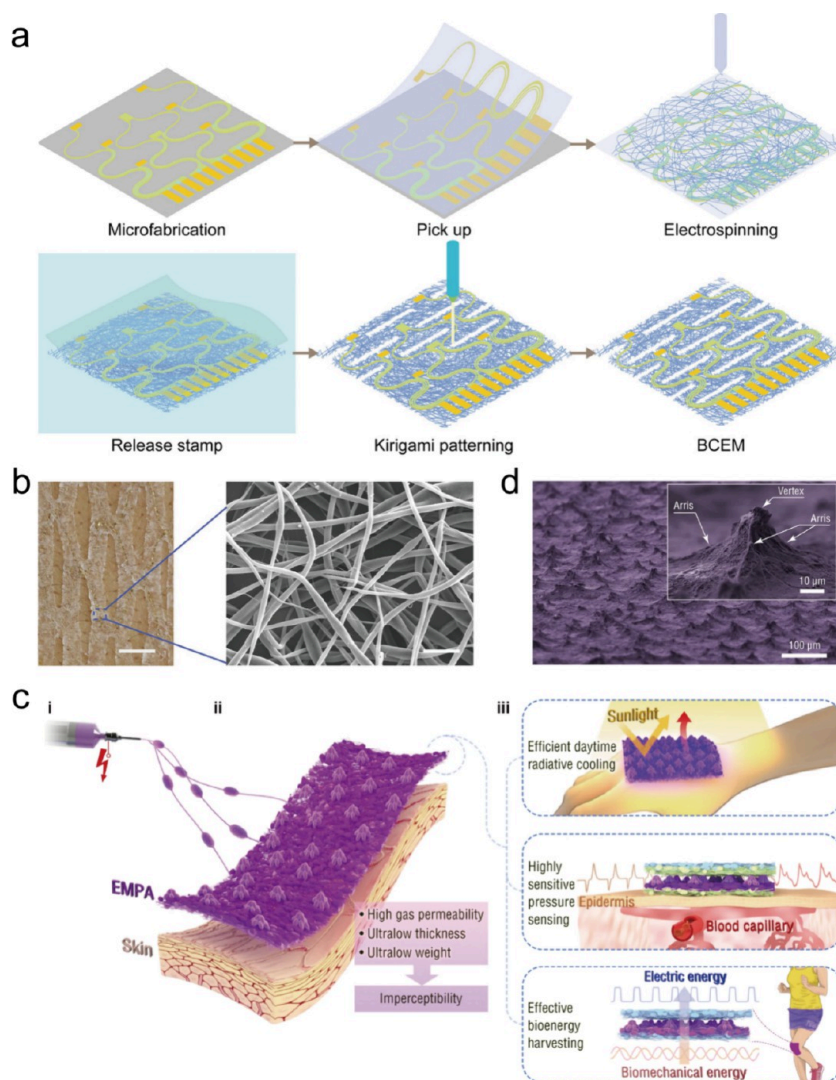 a
Microfabrication
Pick up
Electrospinning
Release stamp
Kirigami patterning
BCEM
b
d
Vertex
Arris
Arris
10 µm
100 µm
c
i
ii
iii
EMPA
Skin
• High gas permeability
• Ultralow thickness
• Ultralow weight
Imperceptibility
Sunlight
Efficient daytime
radiative cooling
Highly
sensitive
pressure
sensing
Epidermis
Blood capillary
Electric energy
Effective
bioenergy
harvesting
Biomechanical energy